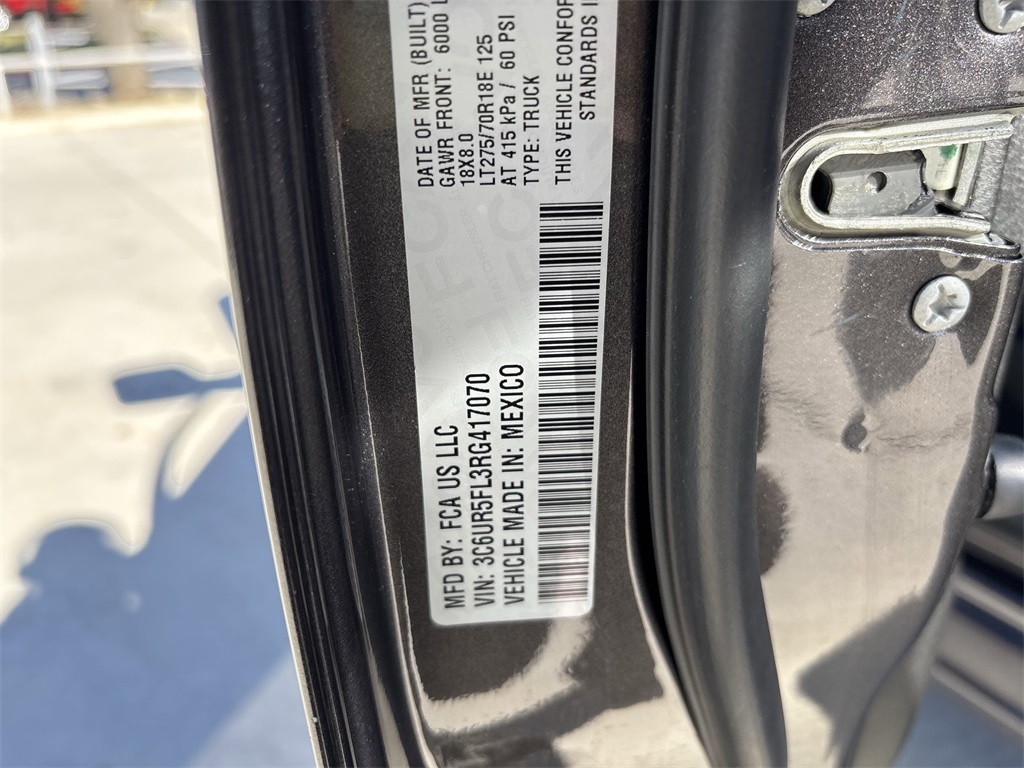 MFD BY: FCA US LLC
VIN: 3C6UR5FL3RG417070
VEHICLE MADE IN: MEXICO
DATE OF MFR (BUILT)
GAWR FRONT: 6000 L
18X8.0
LT275/70R18E 125
AT 415 kPa / 60 PSI
TYPE: TRUCK
THIS VEHICLE CONFOR
STANDARDS I